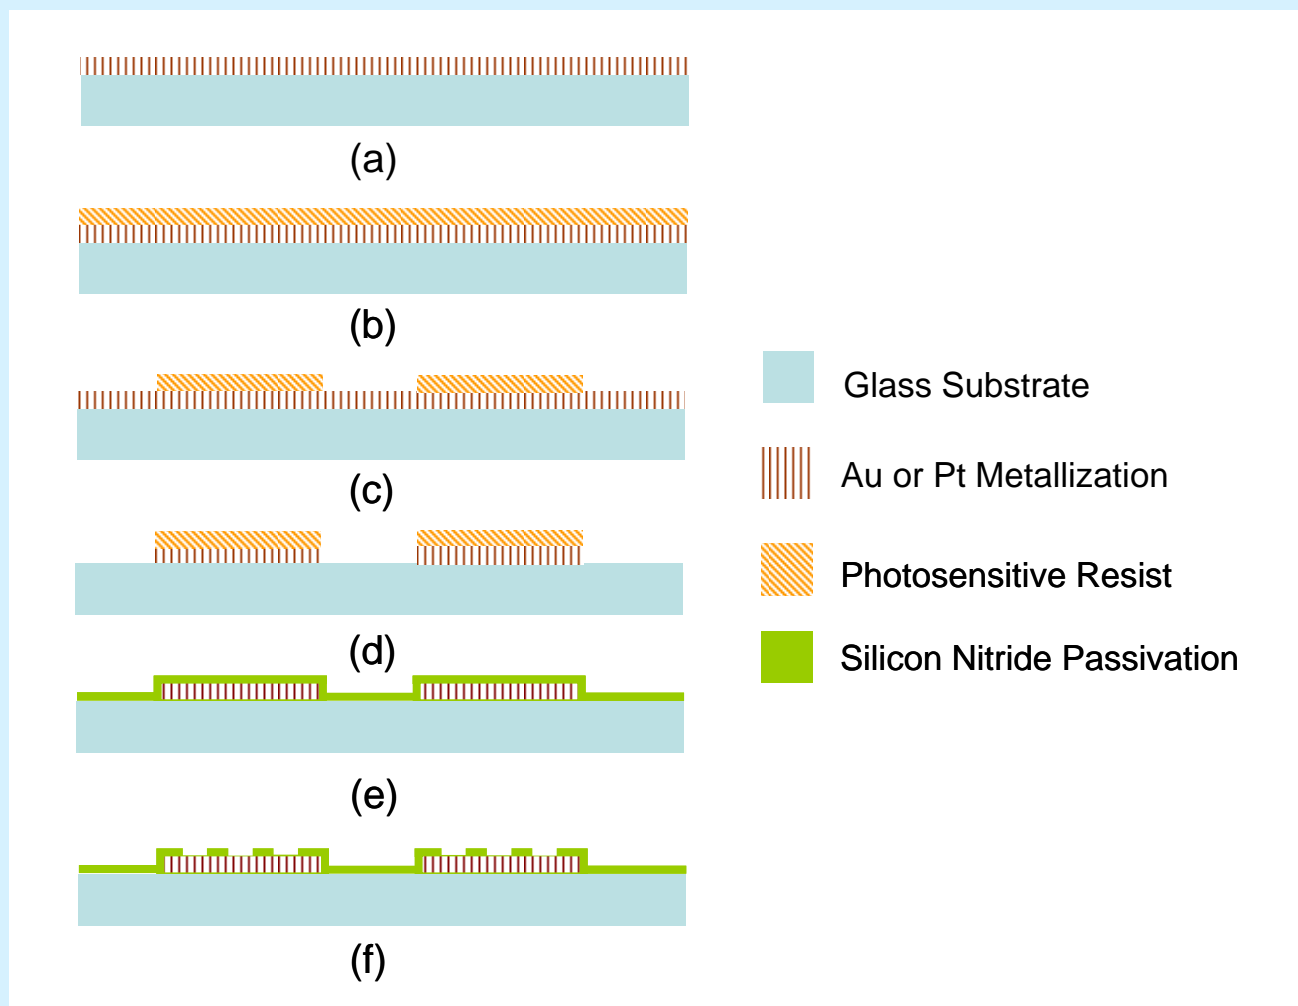 (a)
(b)
(c)
(d)
(e)
(f)
Glass Substrate
Au or Pt Metallization
Photosensitive Resist
Silicon Nitride Passivation